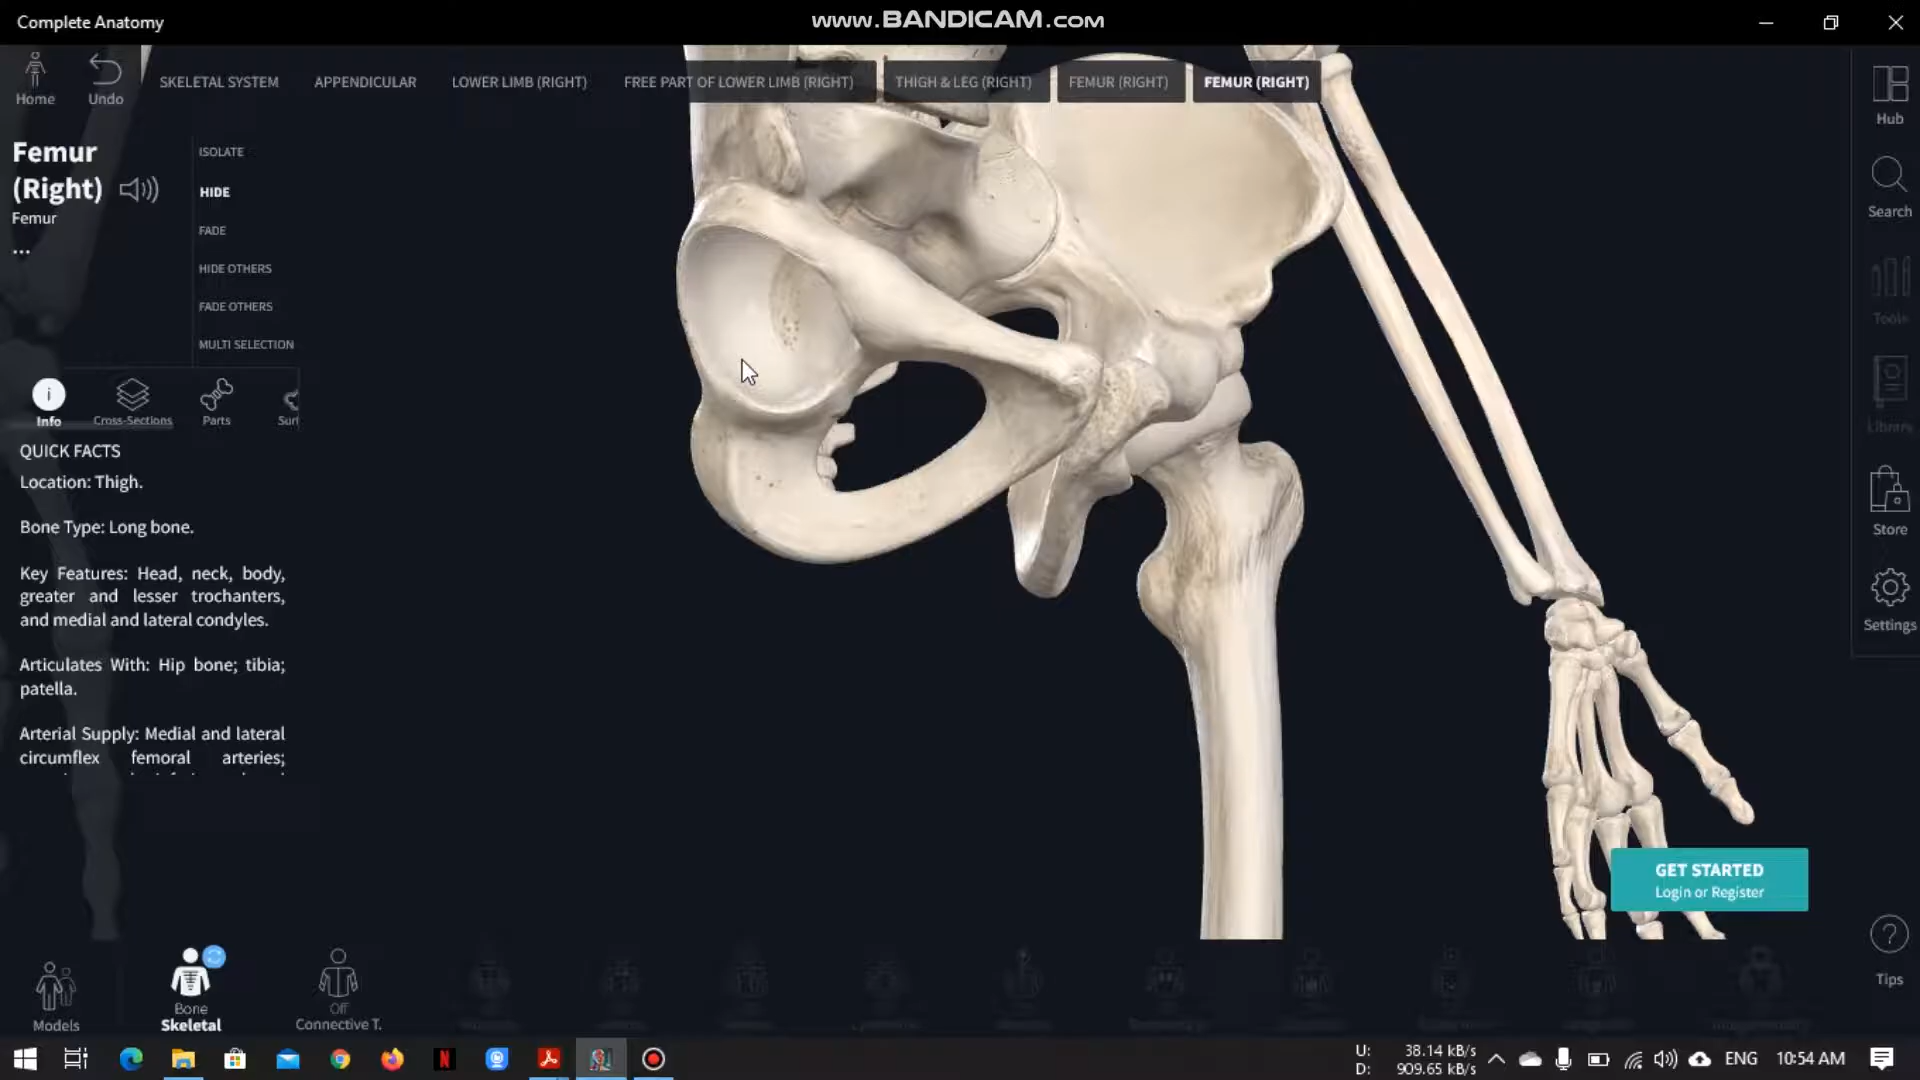 Complete Anatomy
www.BANDICAM.com
Home
Undo
SKELETAL SYSTEM
APPENDICULAR
LOWER LIMB (RIGHT)
FREE PART OF LOWER LIMB (RIGHT)
THIGH & LEG (RIGHT)
FEMUR (RIGHT)
FEMUR (RIGHT)
Hub
Search
Tools
Library
Store
Settings
Tips
Femur
(Right)
Femur
...
ISOLATE
HIDE
FADE
HIDE OTHERS
FADE OTHERS
MULTI SELECTION
Info
Cross-Sections
Parts
QUICK FACTS
Location: Thigh.
Bone Type: Long bone.
Key Features: Head, neck, body,
greater and lesser trochanters,
and medial and lateral condyles.
Articulates With: Hip bone; tibia;
patella.
Arterial Supply: Medial and lateral
circumflex femoral arteries;
GET STARTED
Login or Register
Models
Bone
Skeletal
Off
Connective T.
U: 38.14 kB/s
D: 909.65 kB/s
ENG
10:54 AM